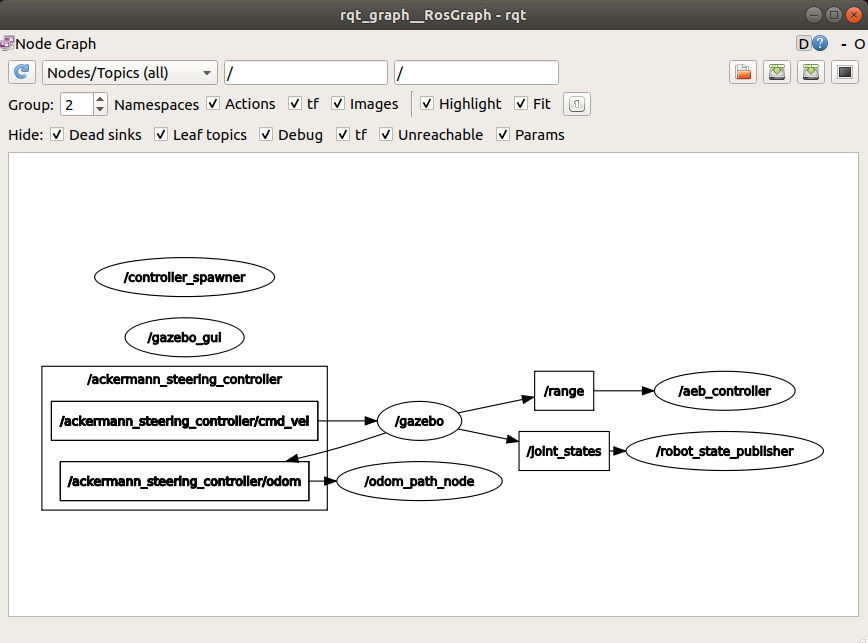 rqt_graph__RosGraph - rqt
Node Graph
D ? - O
Nodes/Topics (all) / /
Group: 2 Namespaces Actions tf Images Highlight Fit
Hide: Dead sinks Leaf topics Debug tf Unreachable Params
/controller_spawner
/gazebo_gui
/ackermann_steering_controller
/ackermann_steering_controller/cmd_vel
/ackermann_steering_controller/odom
/gazebo
/odom_path_node
/range
/joint_states
/aeb_controller
/robot_state_publisher